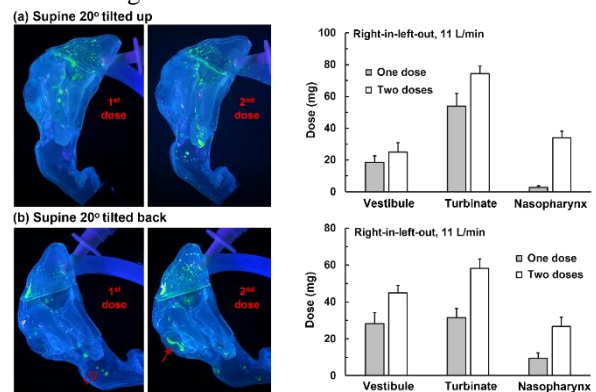 (a) Supine 20° tilted up
1st
dose
2nd
dose
Right-in-left-out, 11 L/min
One dose
Two doses
Dose (mg)
100
80
60
40
20
0
Vestibule Turbinate Nasopharynx
(b) Supine 20° tilted back
1st
dose
2nd
dose
Right-in-left-out, 11 L/min
One dose
Two doses
Dose (mg)
80
60
40
20
0
Vestibule Turbinate Nasopharynx